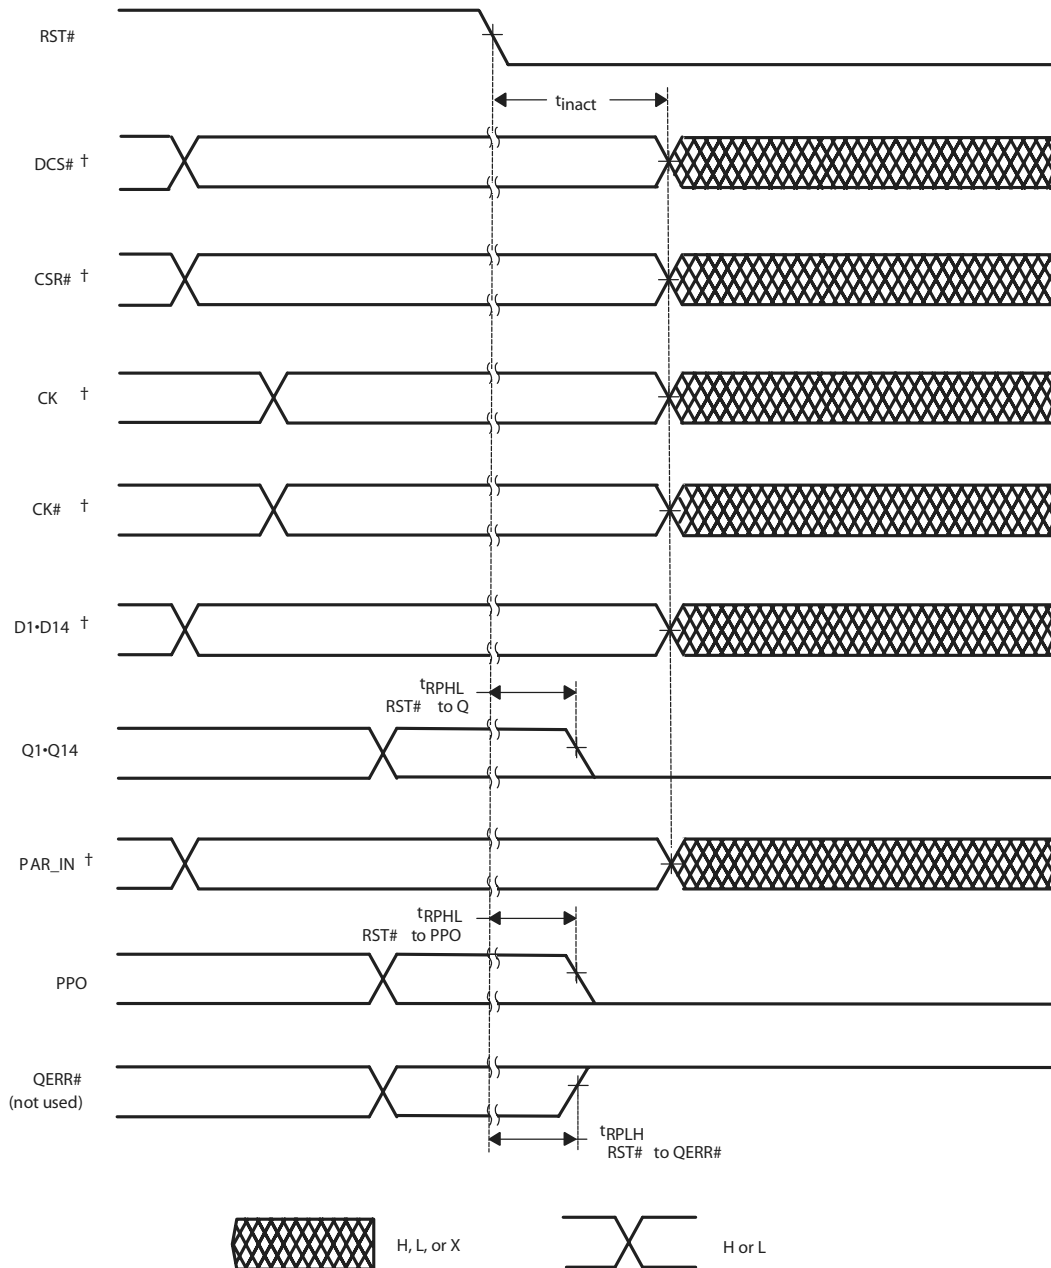 RST#
tinact
DCS# †
CSR# †
CK †
CK# †
D1•D14 †
tRPHL
RST# to Q
Q1•Q14
PAR_IN †
tRPHL
RST# to PPO
PPO
QERR#
(not used)
tRPLH
RST# to QERR#
H, L, or X
H or L